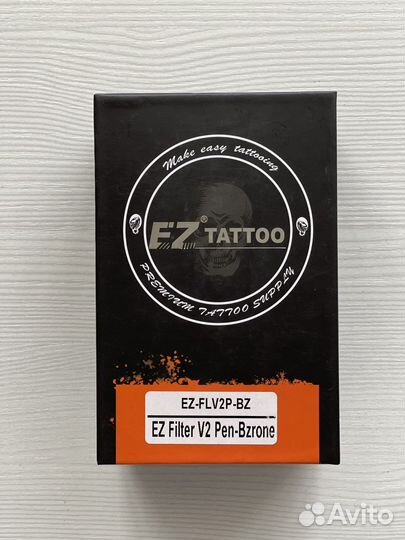 Make easy tattooing
EZ® TATTOO
PREMIUM TATTOO SUPPLY
EZ-FLV2P-BZ
EZ Filter V2 Pen-Bzrone
Avito